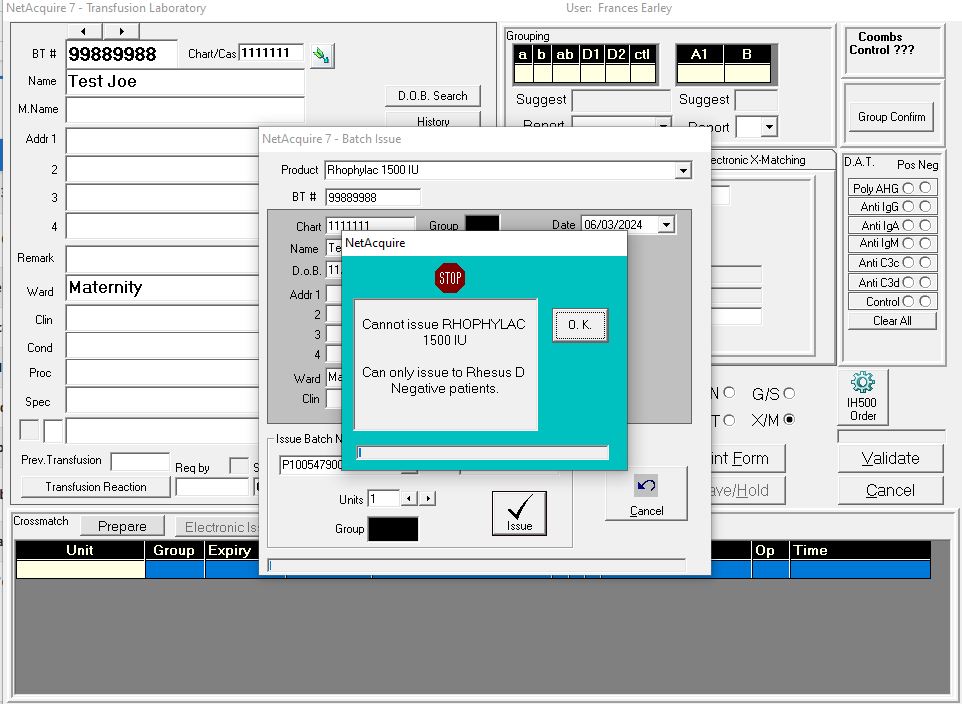 NetAcquire 7 - Transfusion Laboratory
User: Frances Earley
BT # 99889988 Chart/Cas 1111111
Name Test Joe
D.O.B. Search
M.Name
History
Addr 1
2
3
4
Remark
Ward Maternity
Clin
Cond
Proc
Spec
Prev.Transfusion
Req by
Transfusion Reaction
Grouping
a b ab D1 D2 ctl A1 B
Suggest Suggest
Report Report
Coombs
Control ???
Group Confirm
ectronic X-Matching
D.A.T. Pos Neg
Poly AHG
Anti IgG
Anti IgA
Anti IgM
Anti C3c
Anti C3d
Control
Clear All
N G/S
T X/M
IH500
Order
nt Form
Validate
ave/Hold
Cancel
NetAcquire 7 - Batch Issue
Product Rhophylac 1500 IU
BT # 99889988
Chart 1111111 Group Date 06/03/2024
Name Te
D.o.B. 11
Addr 1
2
3
4
Ward Ma
Clin
Issue Batch N
P10054790
Units 1
Group
Issue
Cancel
NetAcquire
STOP
Cannot issue RHOPHYLAC
1500 IU
Can only issue to Rhesus D
Negative patients.
O. K.
Crossmatch Prepare Electronic Is
Unit Group Expiry Op Time